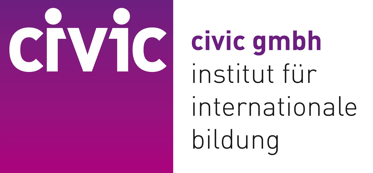 civic
civic gmbh
institut für
internationale
bildung